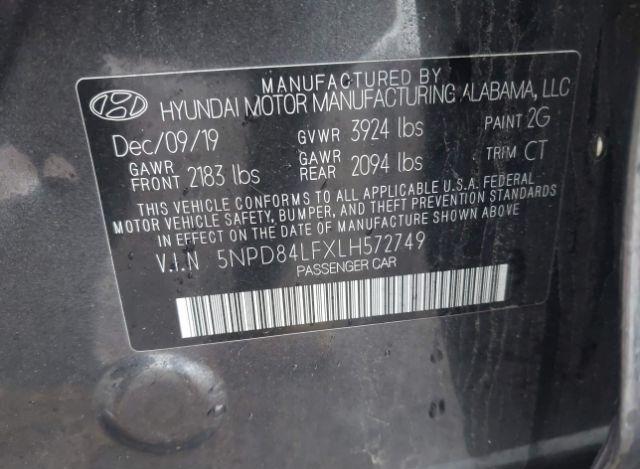 MANUFACTURED BY
HYUNDAI MOTOR MANUFACTURING ALABAMA, LLC
Dec/09/19 GVWR 3924 lbs PAINT 2G
GAWR FRONT 2183 lbs GAWR REAR 2094 lbs TRIM CT
THIS VEHICLE CONFORMS TO ALL APPLICABLE U.S.A. FEDERAL
MOTOR VEHICLE SAFETY, BUMPER, AND THEFT PREVENTION STANDARDS
IN EFFECT ON THE DATE OF MANUFACTURE SHOWN ABOVE
V.I.N 5NPD84LFXLH572749
PASSENGER CAR